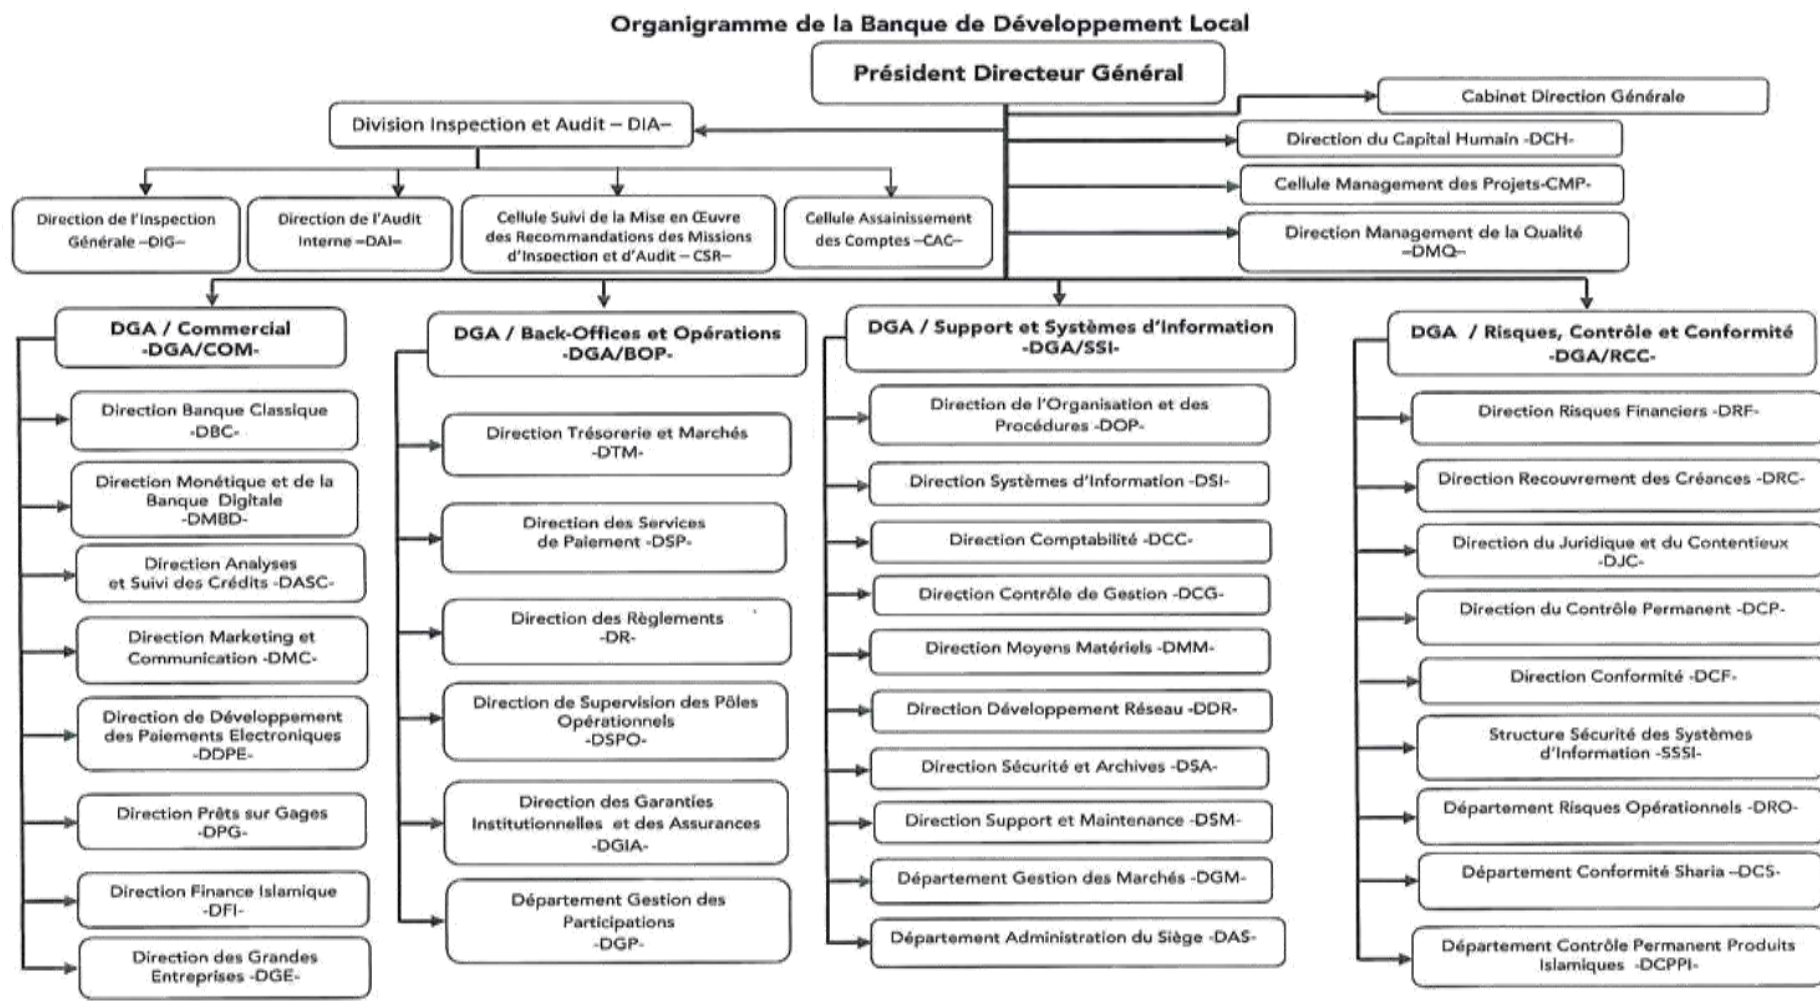 Organigramme de la Banque de Développement Local
Président Directeur Général
Cabinet Direction Générale
Division Inspection et Audit – DIA–
Direction du Capital Humain -DCH-
Cellule Management des Projets-CMP-
Direction Management de la Qualité
–DMQ–
Direction de l'Inspection
Générale –DIG–
Direction de l'Audit
Interne –DAI–
Cellule Suivi de la Mise en Œuvre
des Recommandations des Missions
d'Inspection et d'Audit – CSR–
Cellule Assainissement
des Comptes –CAC–
DGA / Commercial
-DGA/COM-
Direction Banque Classique
-DBC-
Direction Monétique et de la
Banque Digitale
-DMBD-
Direction Analyses
et Suivi des Crédits -DASC-
Direction Marketing et
Communication -DMC-
Direction de Développement
des Paiements Electroniques
-DDPE-
Direction Prêts sur Gages
-DPG-
Direction Finance Islamique
-DFI-
Direction des Grandes
Entreprises -DGE-
DGA / Back-Offices et Opérations
-DGA/BOP-
Direction Trésorerie et Marchés
-DTM-
Direction des Services
de Paiement -DSP-
Direction des Règlements
-DR-
Direction de Supervision des Pôles
Opérationnels
-DSPO-
Direction des Garanties
Institutionnelles et des Assurances
-DGIA-
Département Gestion des
Participations
-DGP-
DGA / Support et Systèmes d'Information
-DGA/SSI-
Direction de l'Organisation et des
Procédures -DOP-
Direction Systèmes d'Information -DSI-
Direction Comptabilité -DCC-
Direction Contrôle de Gestion -DCG-
Direction Moyens Matériels -DMM-
Direction Développement Réseau -DDR-
Direction Sécurité et Archives -DSA-
Direction Support et Maintenance -DSM-
Département Gestion des Marchés -DGM-
Département Administration du Siège -DAS-
DGA / Risques, Contrôle et Conformité
-DGA/RCC-
Direction Risques Financiers -DRF-
Direction Recouvrement des Créances -DRC-
Direction du Juridique et du Contentieux
-DJC-
Direction du Contrôle Permanent -DCP-
Direction Conformité -DCF-
Structure Sécurité des Systèmes
d'Information -SSSI-
Département Risques Opérationnels -DRO-
Département Conformité Sharia –DCS-
Département Contrôle Permanent Produits
Islamiques -DCPPI-